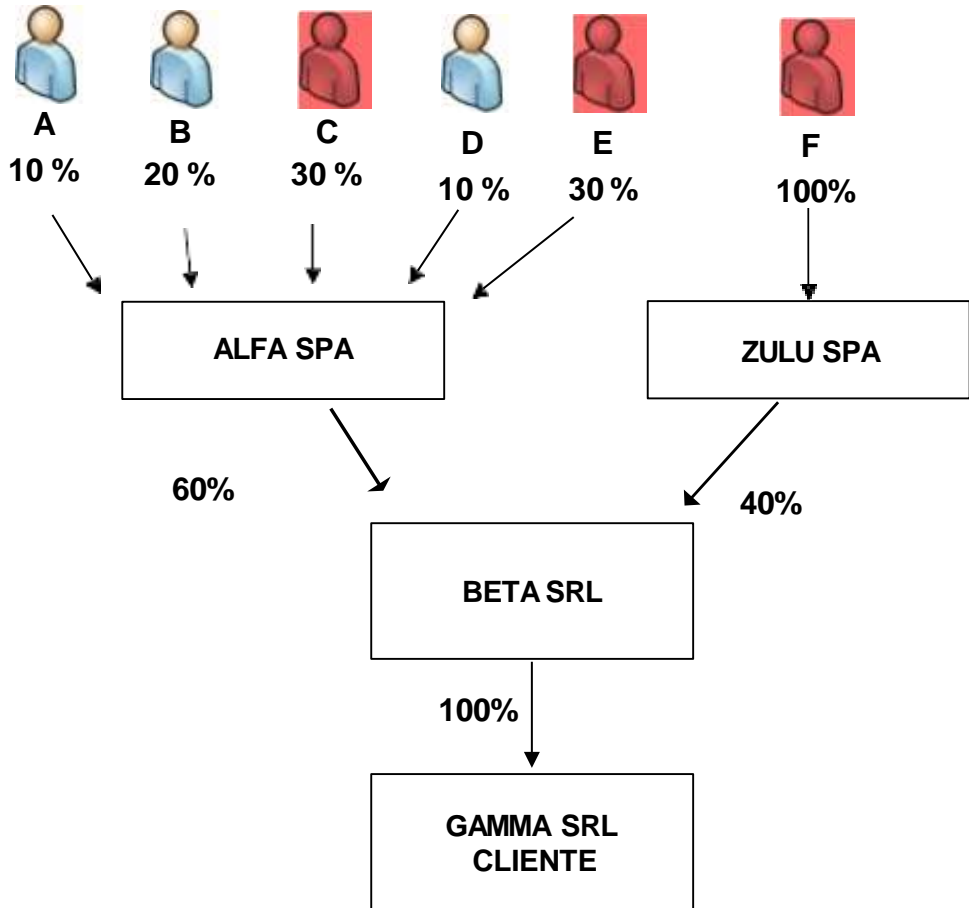 A
B
C
D
E
F
10 %
20 %
30 %
10 %
30 %
100%
ALFA SPA
ZULU SPA
60%
40%
BETA SRL
100%
GAMMA SRL
CLIENTE